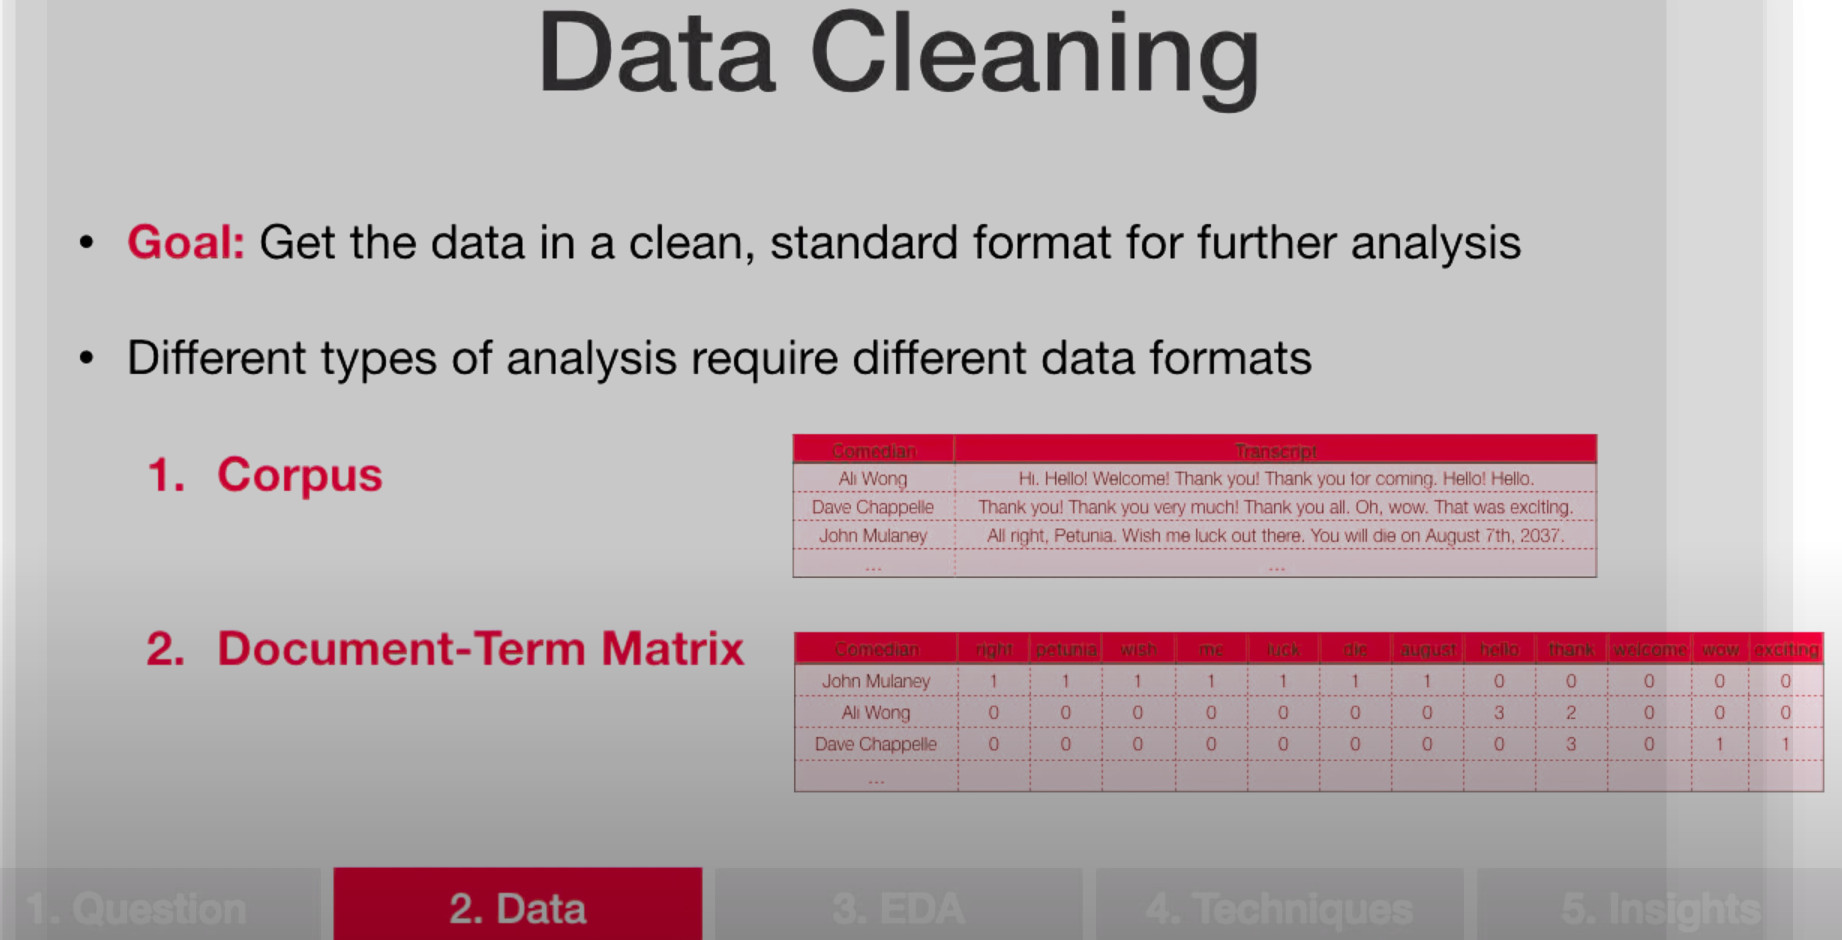 Data Cleaning
• Goal: Get the data in a clean, standard format for further analysis
• Different types of analysis require different data formats
1. Corpus
Comedian Transcript
Ali Wong Hi. Hello! Welcome! Thank you! Thank you for coming. Hello! Hello.
Dave Chappelle Thank you! Thank you very much! Thank you all. Oh, wow. That was exciting.
John Mulaney All right, Petunia. Wish me luck out there. You will die on August 7th, 2037.
... ...
2. Document-Term Matrix
Comedian right petunia wish me luck die august hello thank welcome wow exciting
John Mulaney 1 1 1 1 1 1 1 0 0 0 0 0
Ali Wong 0 0 0 0 0 0 0 3 2 0 0 0
Dave Chappelle 0 0 0 0 0 0 0 0 3 0 1 1
...
1. Question 2. Data 3. EDA 4. Techniques 5. Insights